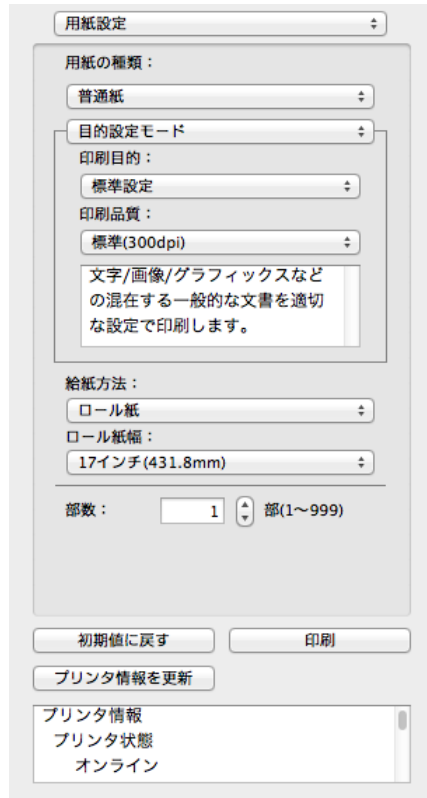 用紙設定
用紙の種類：
普通紙
目的設定モード
印刷目的：
標準設定
印刷品質：
標準(300dpi)
文字/画像/グラフィックスなど
の混在する一般的な文書を適切
な設定で印刷します。
給紙方法：
ロール紙
ロール紙幅：
17インチ(431.8mm)
部数： 1 部(1〜999)
初期値に戻す 印刷
プリンタ情報を更新
プリンタ情報
プリンタ状態
オンライン